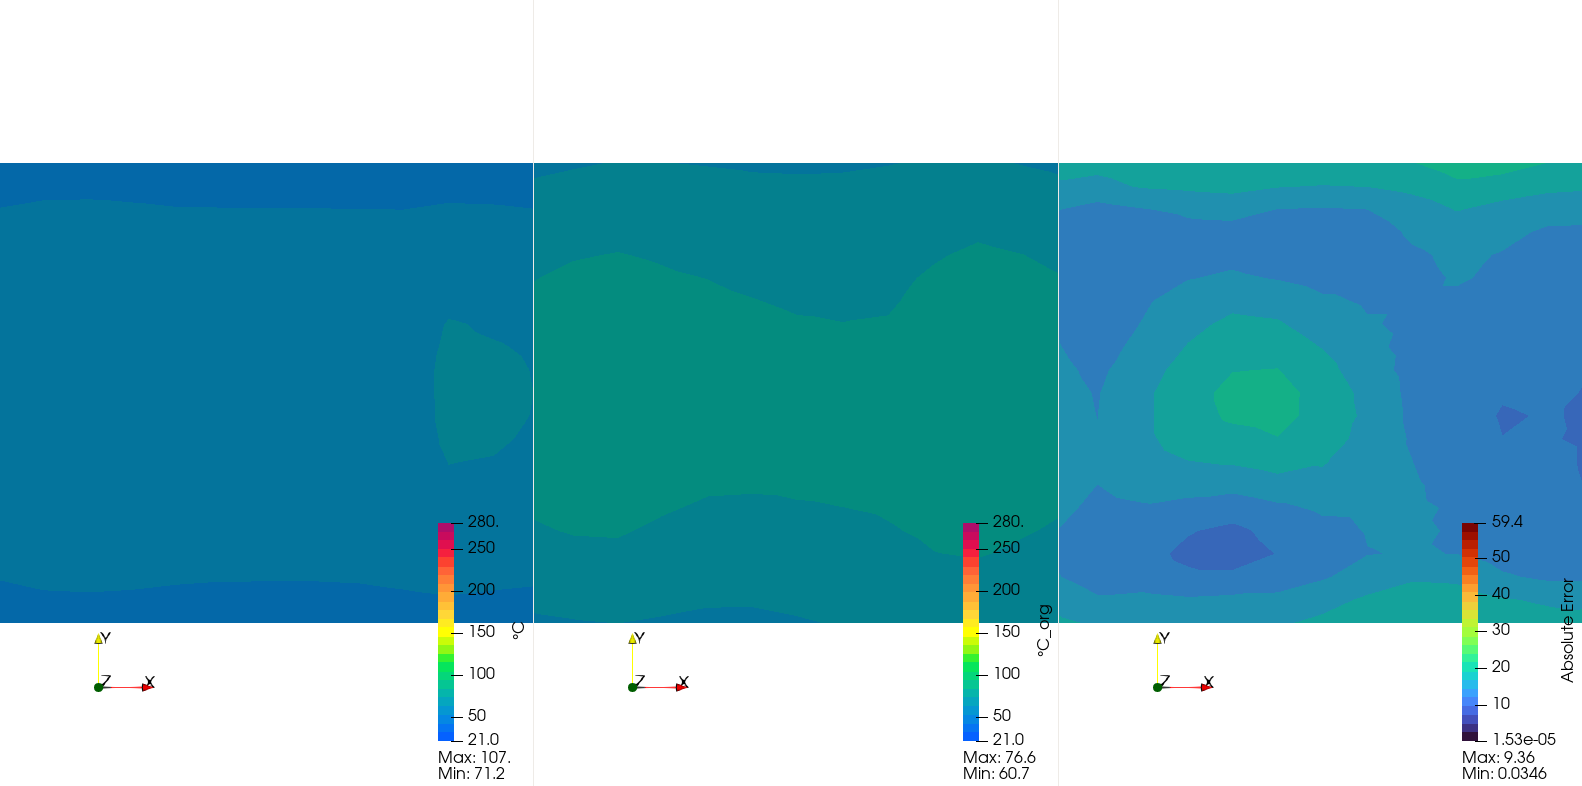 280.
250
200
150
100
50
21.0
°C
Max: 107.
Min: 71.2
Y
Z
X
280.
250
200
150
100
50
21.0
°C_org
Max: 76.6
Min: 60.7
Y
Z
X
59.4
50
40
30
20
10
1.53e-05
Absolute Error
Max: 9.36
Min: 0.0346
Y
Z
X